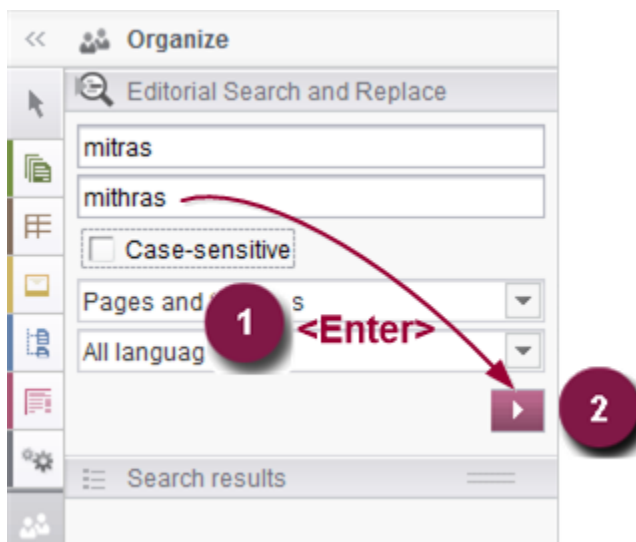 << Organize
Editorial Search and Replace
mitras
mithras
Case-sensitive
Pages and s
1 <Enter>
All languag
2
Search results